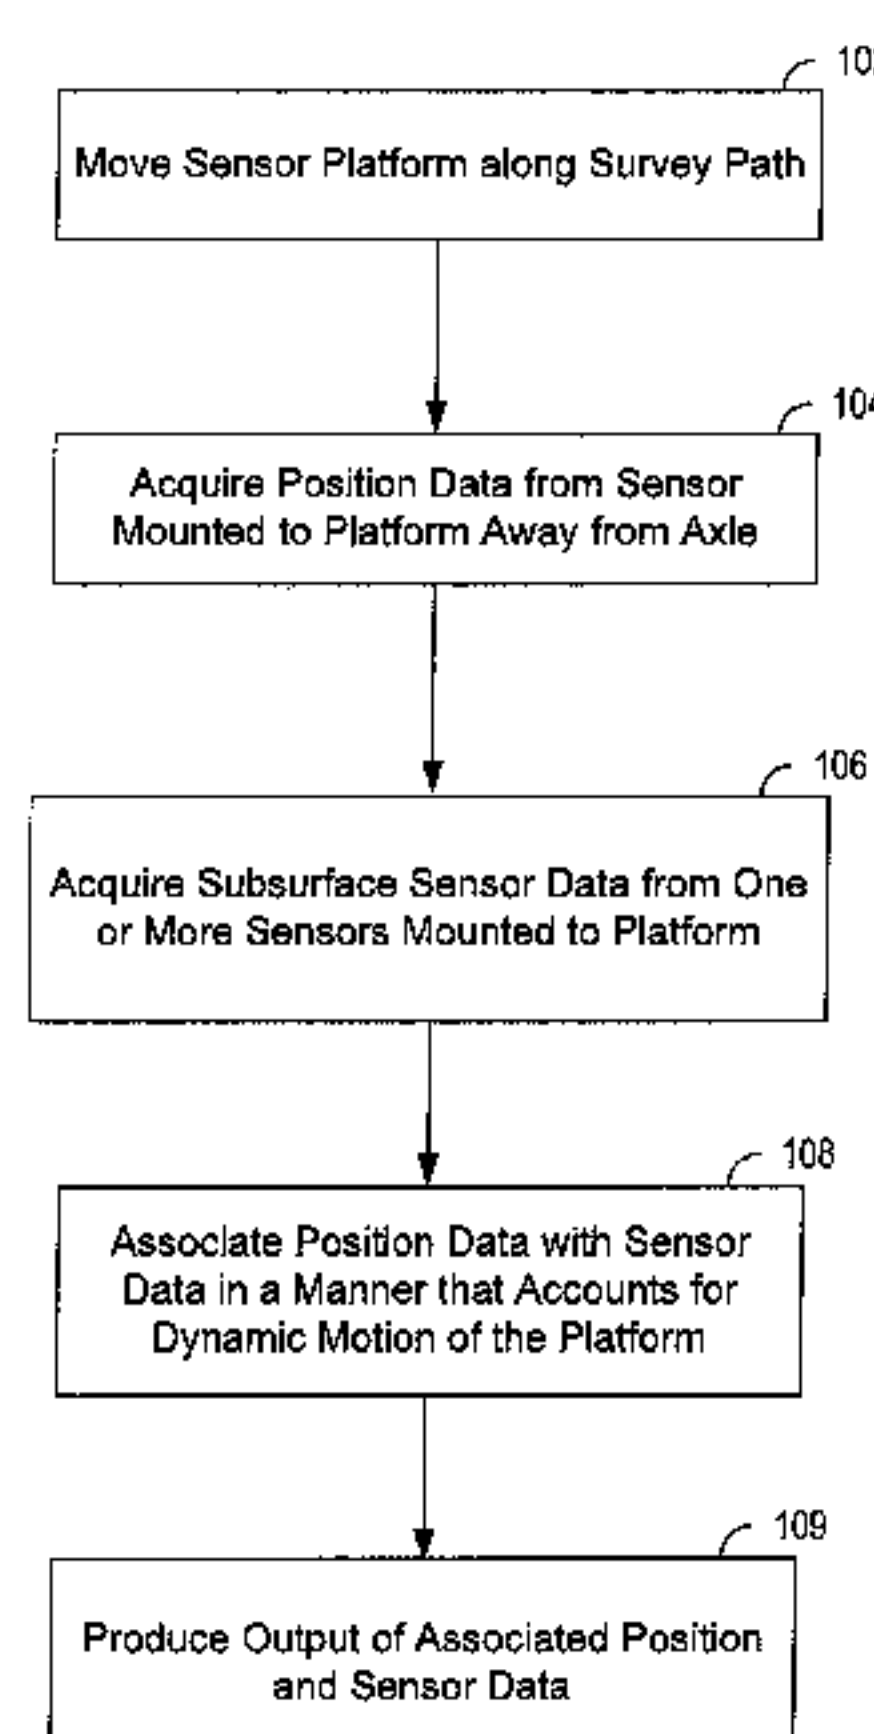 Move Sensor Platform along Survey Path
104
Acquire Position Data from Sensor
Mounted to Platform Away from Axle
106
Acquire Subsurface Sensor Data from One
or More Sensors Mounted to Platform
108
Associate Position Data with Sensor
Data in a Manner that Accounts for
Dynamic Motion of the Platform
109
Produce Output of Associated Position
and Sensor Data